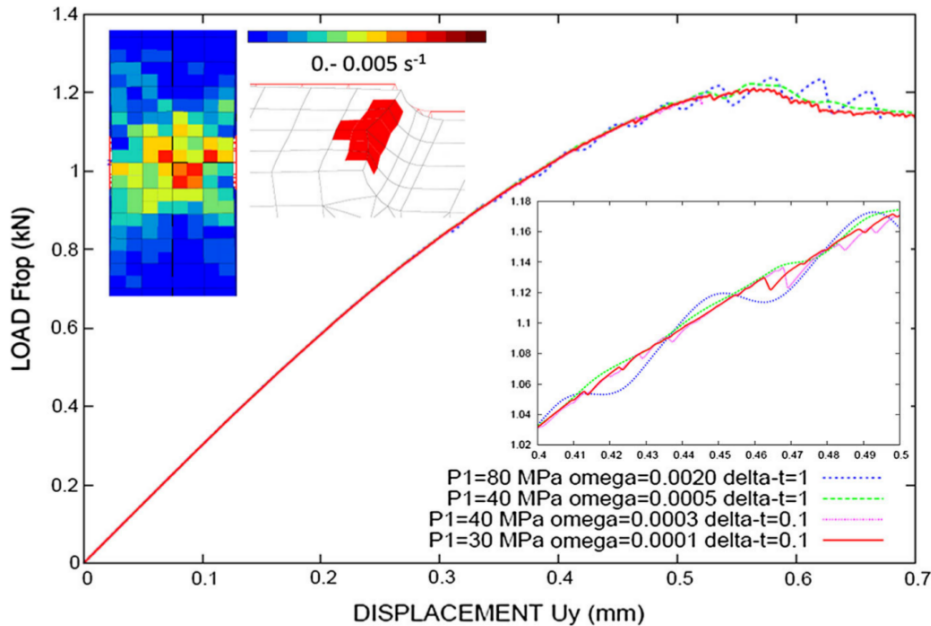 1.4
1.2
1
0.8
0.6
0.4
0.2
0
LOAD Ftop (kN)
0.- 0.005 s⁻¹
1.18
1.16
1.14
1.12
1.10
1.08
1.06
1.04
1.02
0.4 0.41 0.42 0.43 0.44 0.45 0.46 0.47 0.48 0.49 0.5
P1=80 MPa omega=0.0020 delta-t=1
P1=40 MPa omega=0.0005 delta-t=1
P1=40 MPa omega=0.0003 delta-t=0.1
P1=30 MPa omega=0.0001 delta-t=0.1
0 0.1 0.2 0.3 0.4 0.5 0.6 0.7
DISPLACEMENT Uy (mm)